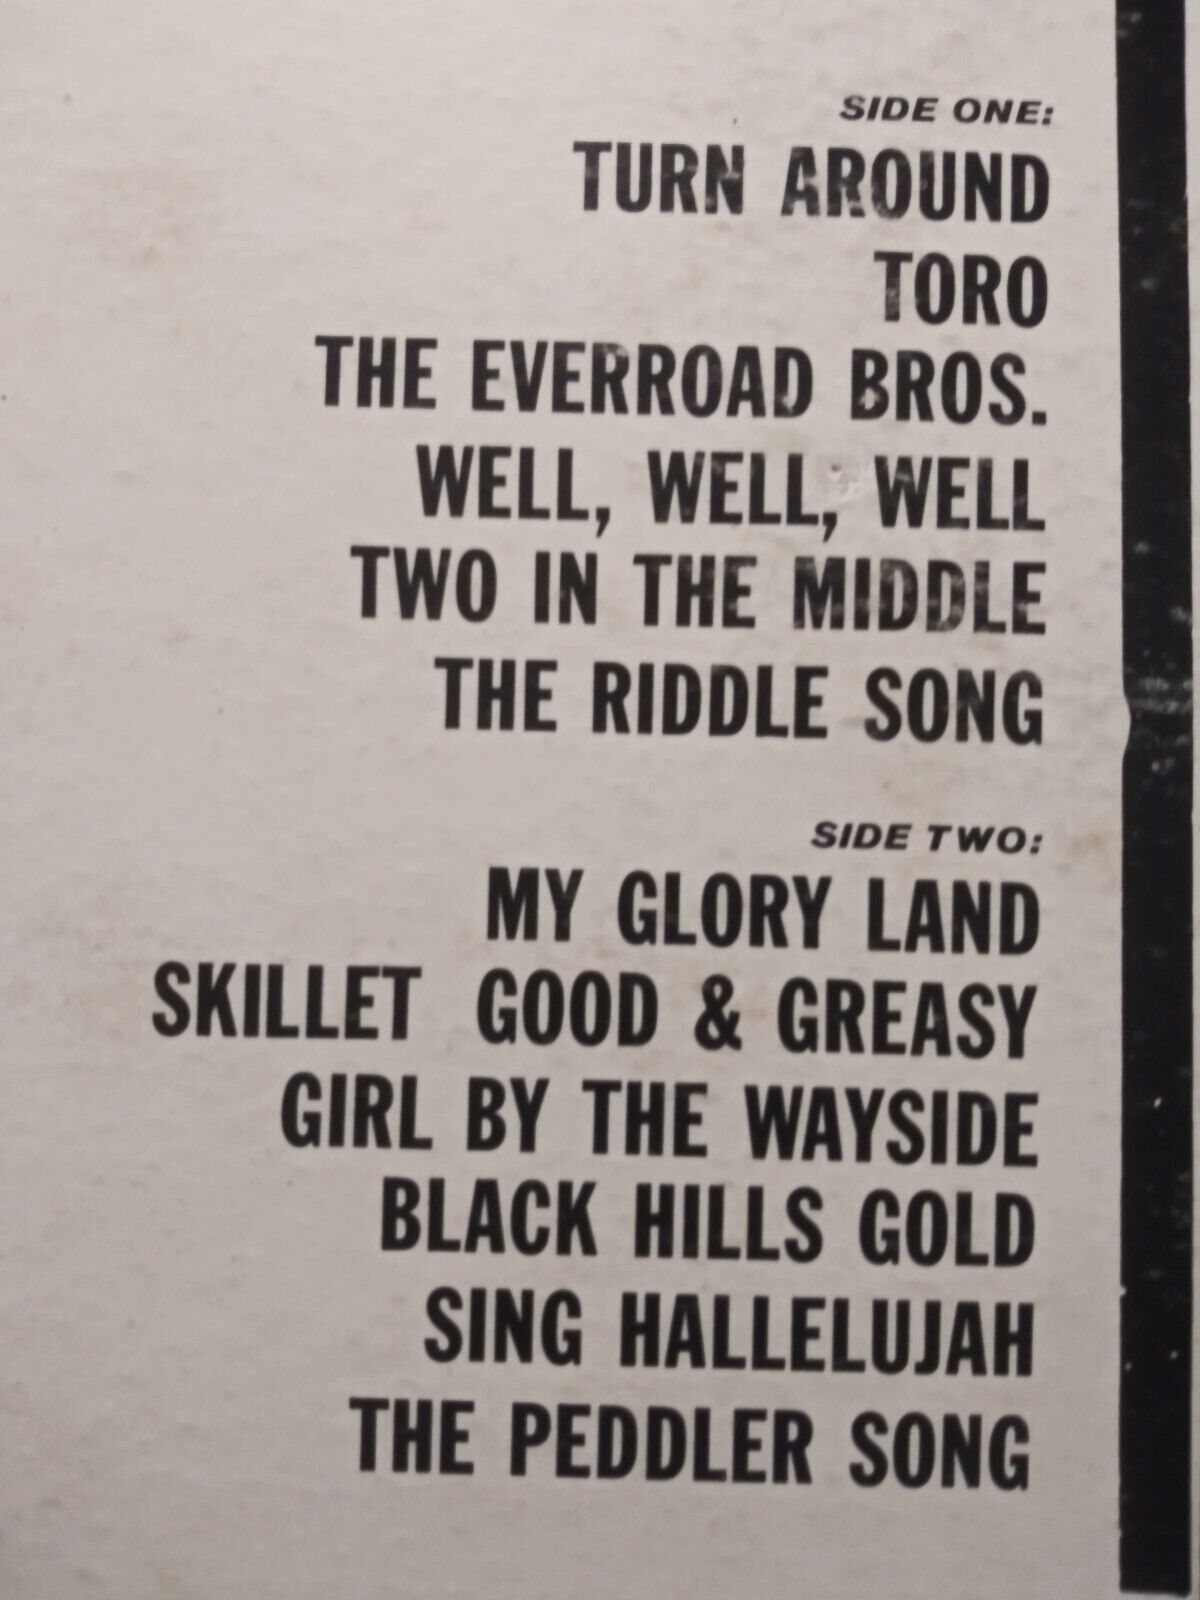 SIDE ONE:
TURN AROUND
TORO
THE EVERROAD BROS.
WELL, WELL, WELL
TWO IN THE MIDDLE
THE RIDDLE SONG
SIDE TWO:
MY GLORY LAND
SKILLET GOOD & GREASY
GIRL BY THE WAYSIDE
BLACK HILLS GOLD
SING HALLELUJAH
THE PEDDLER SONG